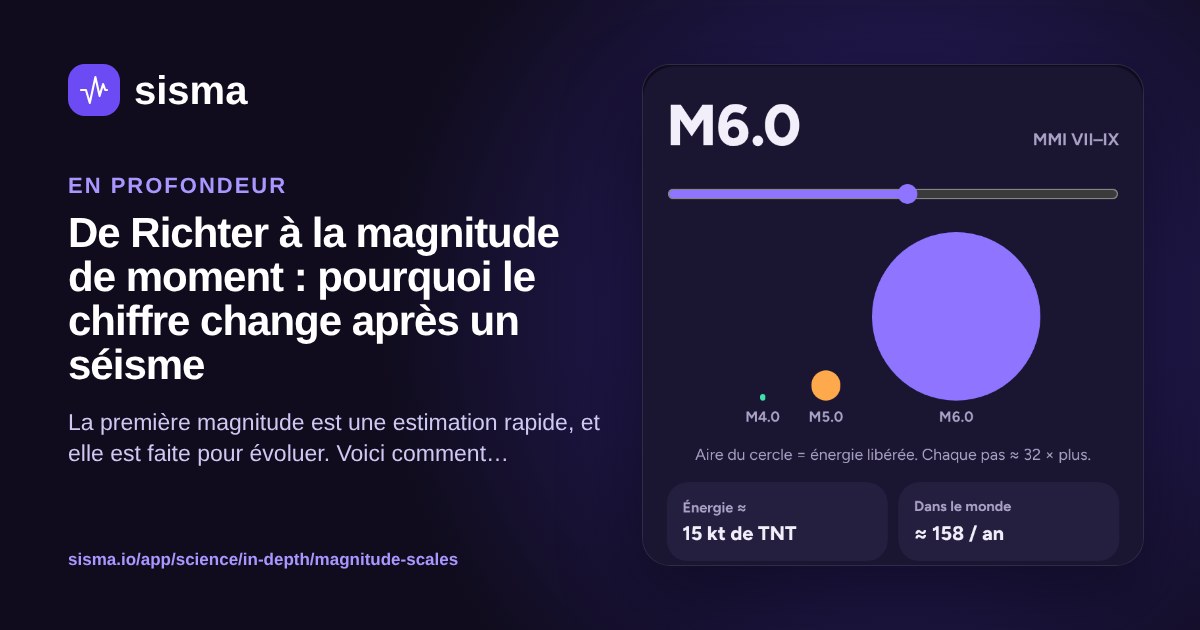 sisma
EN PROFONDEUR
De Richter à la magnitude
de moment : pourquoi le
chiffre change après un
séisme
La première magnitude est une estimation rapide, et
elle est faite pour évoluer. Voici comment…
sisma.io/app/science/in-depth/magnitude-scales
M6.0
MMI VII–IX
M4.0
M5.0
M6.0
Aire du cercle = énergie libérée. Chaque pas ≈ 32 × plus.
Énergie ≈
15 kt de TNT
Dans le monde
≈ 158 / an